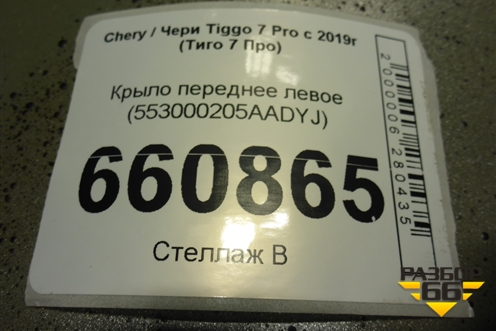 Chery / Чери Tiggo 7 Pro с 2019г
(Тиго 7 Про)
Крыло переднее левое
(553000205AADYJ)
660865
Стеллаж В
2000006280435
РАЗБОР
66